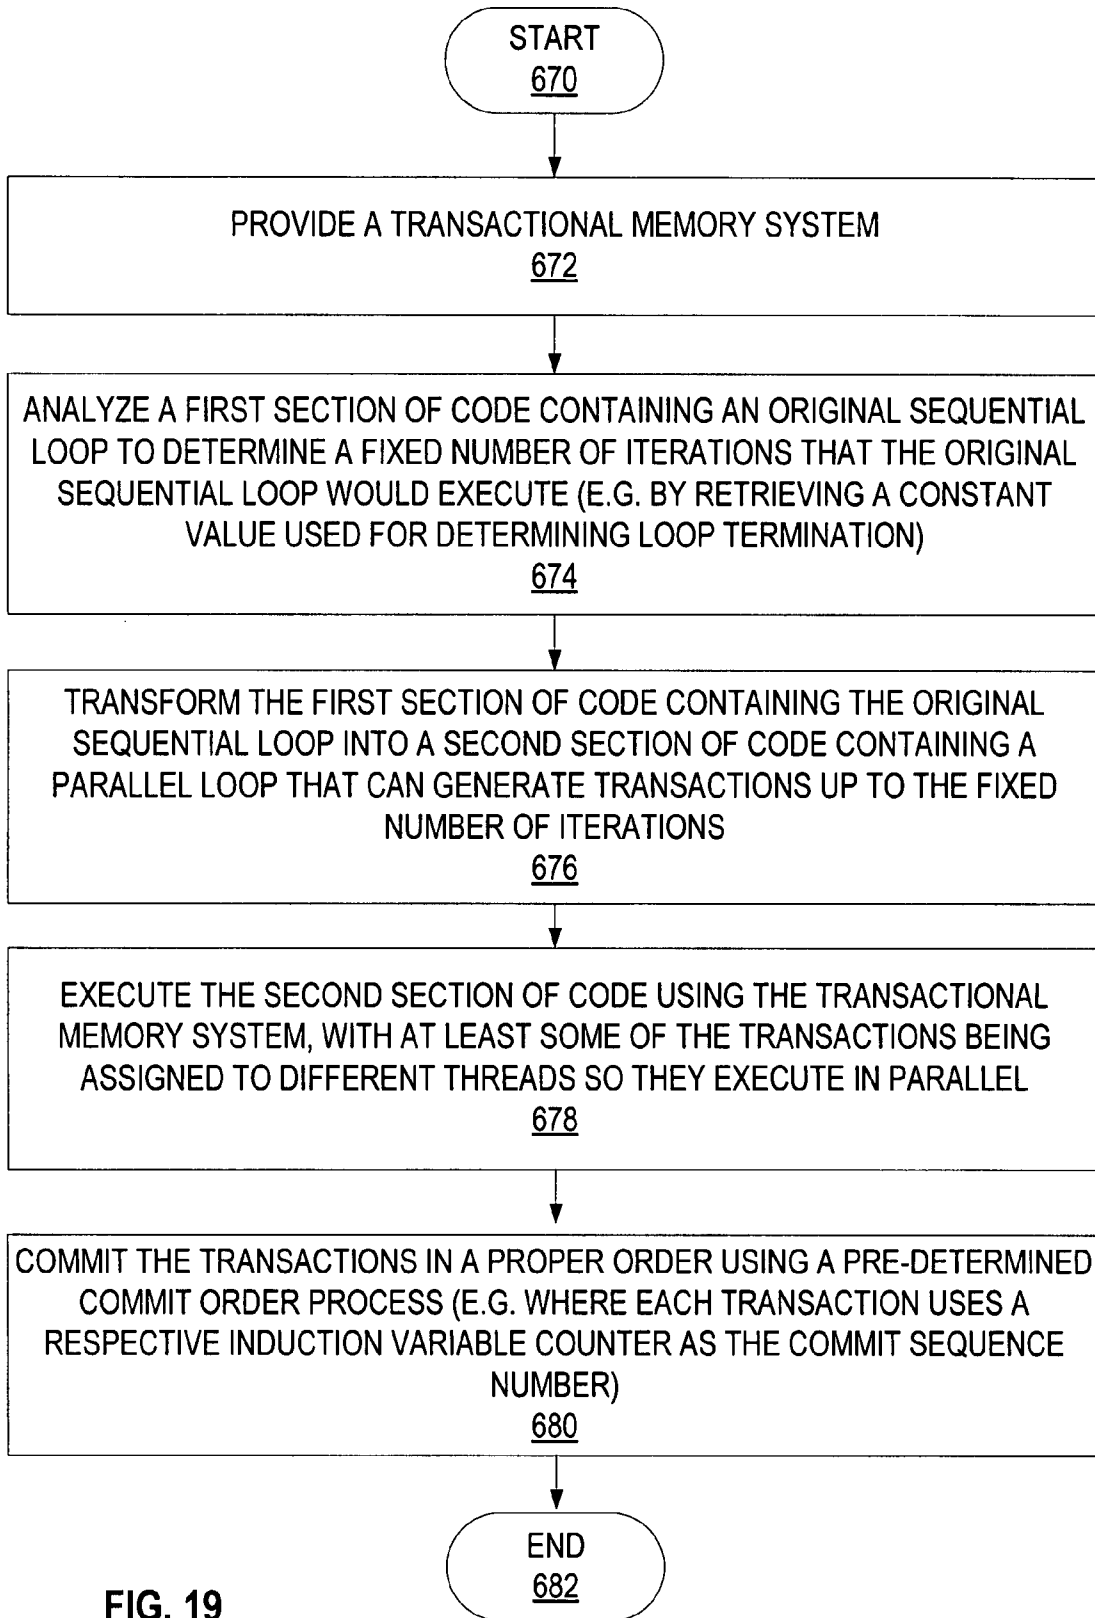 START
670
PROVIDE A TRANSACTIONAL MEMORY SYSTEM
672
ANALYZE A FIRST SECTION OF CODE CONTAINING AN ORIGINAL SEQUENTIAL
LOOP TO DETERMINE A FIXED NUMBER OF ITERATIONS THAT THE ORIGINAL
SEQUENTIAL LOOP WOULD EXECUTE (E.G. BY RETRIEVING A CONSTANT
VALUE USED FOR DETERMINING LOOP TERMINATION)
674
TRANSFORM THE FIRST SECTION OF CODE CONTAINING THE ORIGINAL
SEQUENTIAL LOOP INTO A SECOND SECTION OF CODE CONTAINING A
PARALLEL LOOP THAT CAN GENERATE TRANSACTIONS UP TO THE FIXED
NUMBER OF ITERATIONS
676
EXECUTE THE SECOND SECTION OF CODE USING THE TRANSACTIONAL
MEMORY SYSTEM, WITH AT LEAST SOME OF THE TRANSACTIONS BEING
ASSIGNED TO DIFFERENT THREADS SO THEY EXECUTE IN PARALLEL
678
COMMIT THE TRANSACTIONS IN A PROPER ORDER USING A PRE-DETERMINED
COMMIT ORDER PROCESS (E.G. WHERE EACH TRANSACTION USES A
RESPECTIVE INDUCTION VARIABLE COUNTER AS THE COMMIT SEQUENCE
NUMBER)
680
END
682
FIG. 19